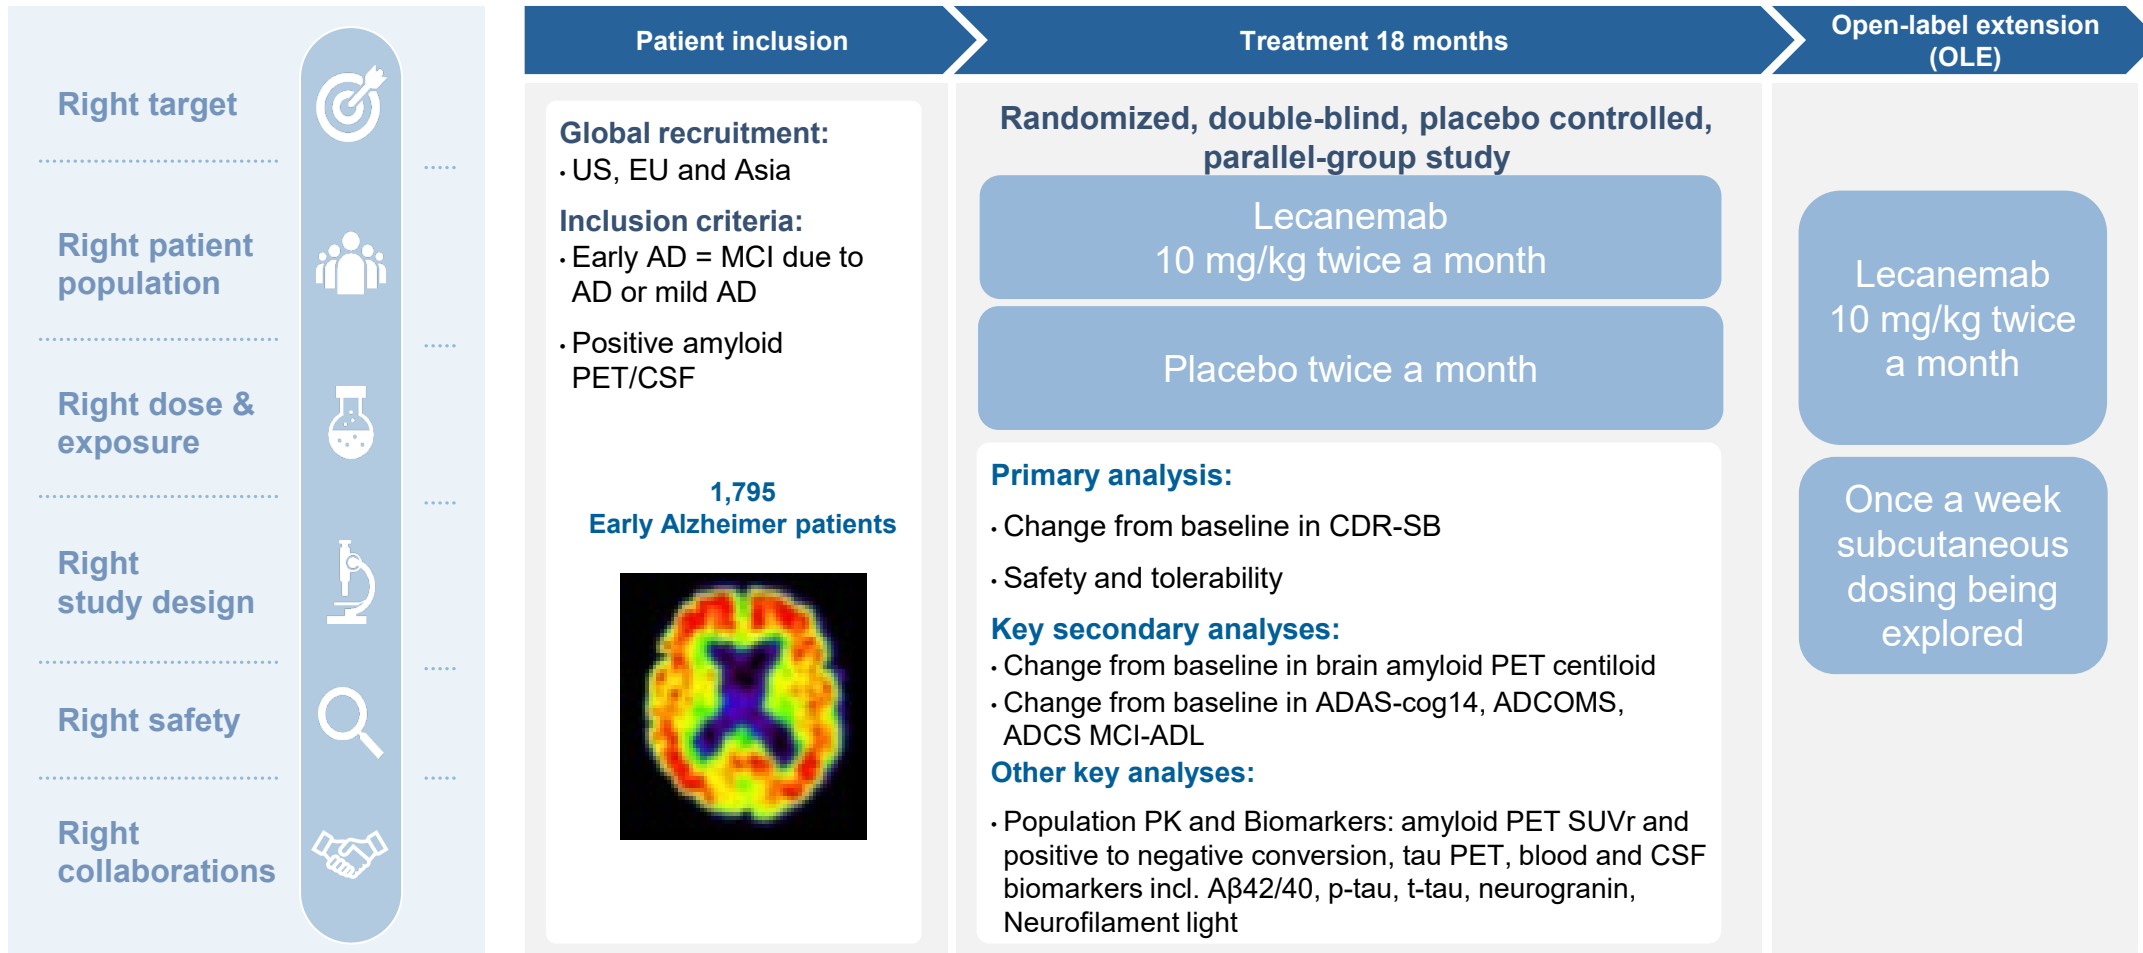 Right target
Right patient
population
Right dose &
exposure
Right
study design
Right safety
Right
collaborations
Patient inclusion
Global recruitment:
• US, EU and Asia
Inclusion criteria:
• Early AD = MCI due to
AD or mild AD
• Positive amyloid
PET/CSF
1,795
Early Alzheimer patients
Treatment 18 months
Randomized, double-blind, placebo controlled,
parallel-group study
Lecanemab
10 mg/kg twice a month
Placebo twice a month
Primary analysis:
• Change from baseline in CDR-SB
• Safety and tolerability
Key secondary analyses:
• Change from baseline in brain amyloid PET centiloid
• Change from baseline in ADAS-cog14, ADCOMS,
ADCS MCI-ADL
Other key analyses:
• Population PK and Biomarkers: amyloid PET SUVr and
positive to negative conversion, tau PET, blood and CSF
biomarkers incl. Aβ42/40, p-tau, t-tau, neurogranin,
Neurofilament light
Open-label extension
(OLE)
Lecanemab
10 mg/kg twice
a month
Once a week
subcutaneous
dosing being
explored